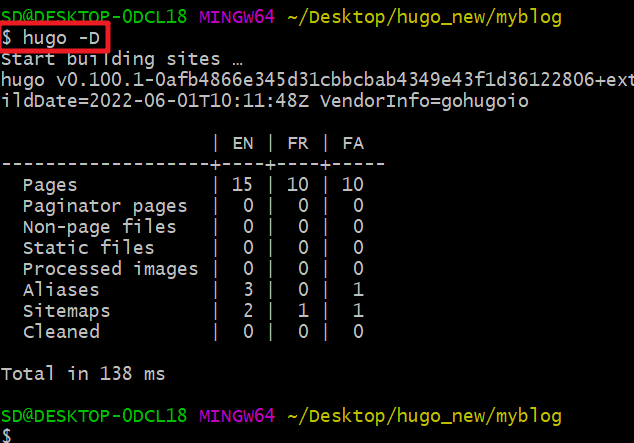 SD@DESKTOP-ODCL18 MINGW64 ~/Desktop/hugo_new/myblog
$ hugo -D
Start building sites …
hugo v0.100.1-0afb4866e345d31cbbcbab4349e43f1d36122806+ext
ildDate=2022-06-01T10:11:48Z VendorInfo=gohugoio
| EN | FR | FA
-------------------+----+----+-----
Pages | 15 | 10 | 10
Paginator pages | 0 | 0 | 0
Non-page files | 0 | 0 | 0
Static files | 0 | 0 | 0
Processed images | 0 | 0 | 0
Aliases | 3 | 0 | 1
Sitemaps | 2 | 1 | 1
Cleaned | 0 | 0 | 0
Total in 138 ms
SD@DESKTOP-ODCL18 MINGW64 ~/Desktop/hugo_new/myblog
$